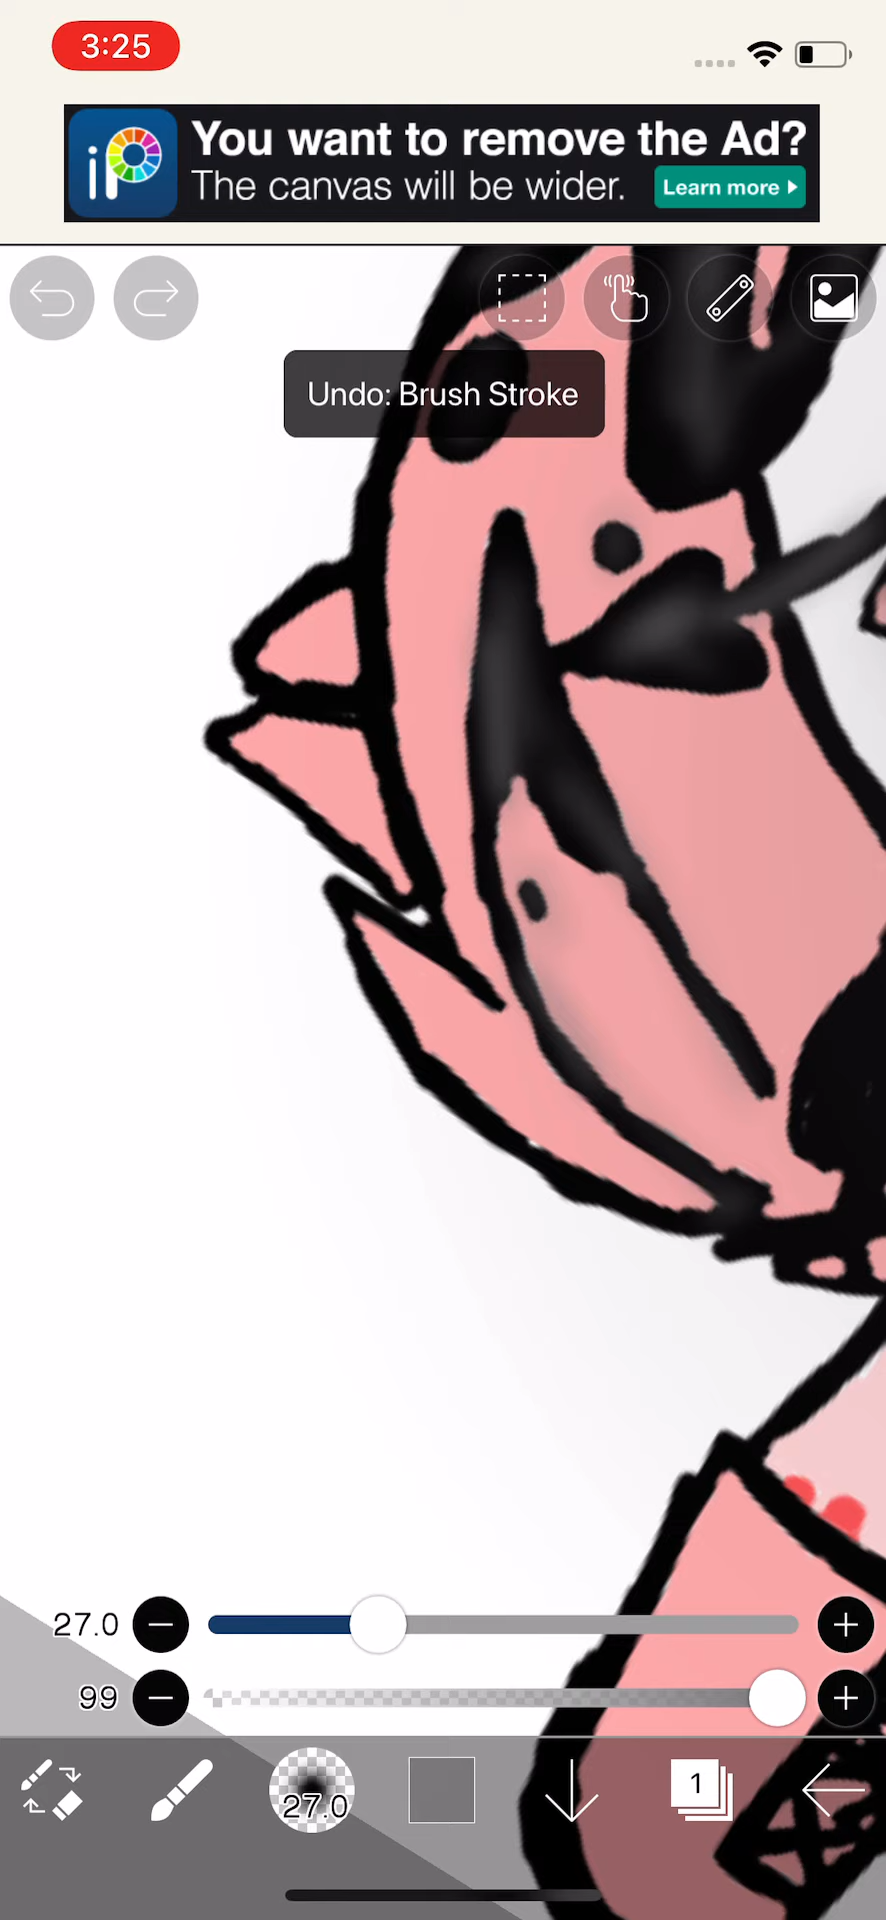 3:25
iP
You want to remove the Ad?
The canvas will be wider.
Learn more
Undo: Brush Stroke
27.0
99
27.0
1